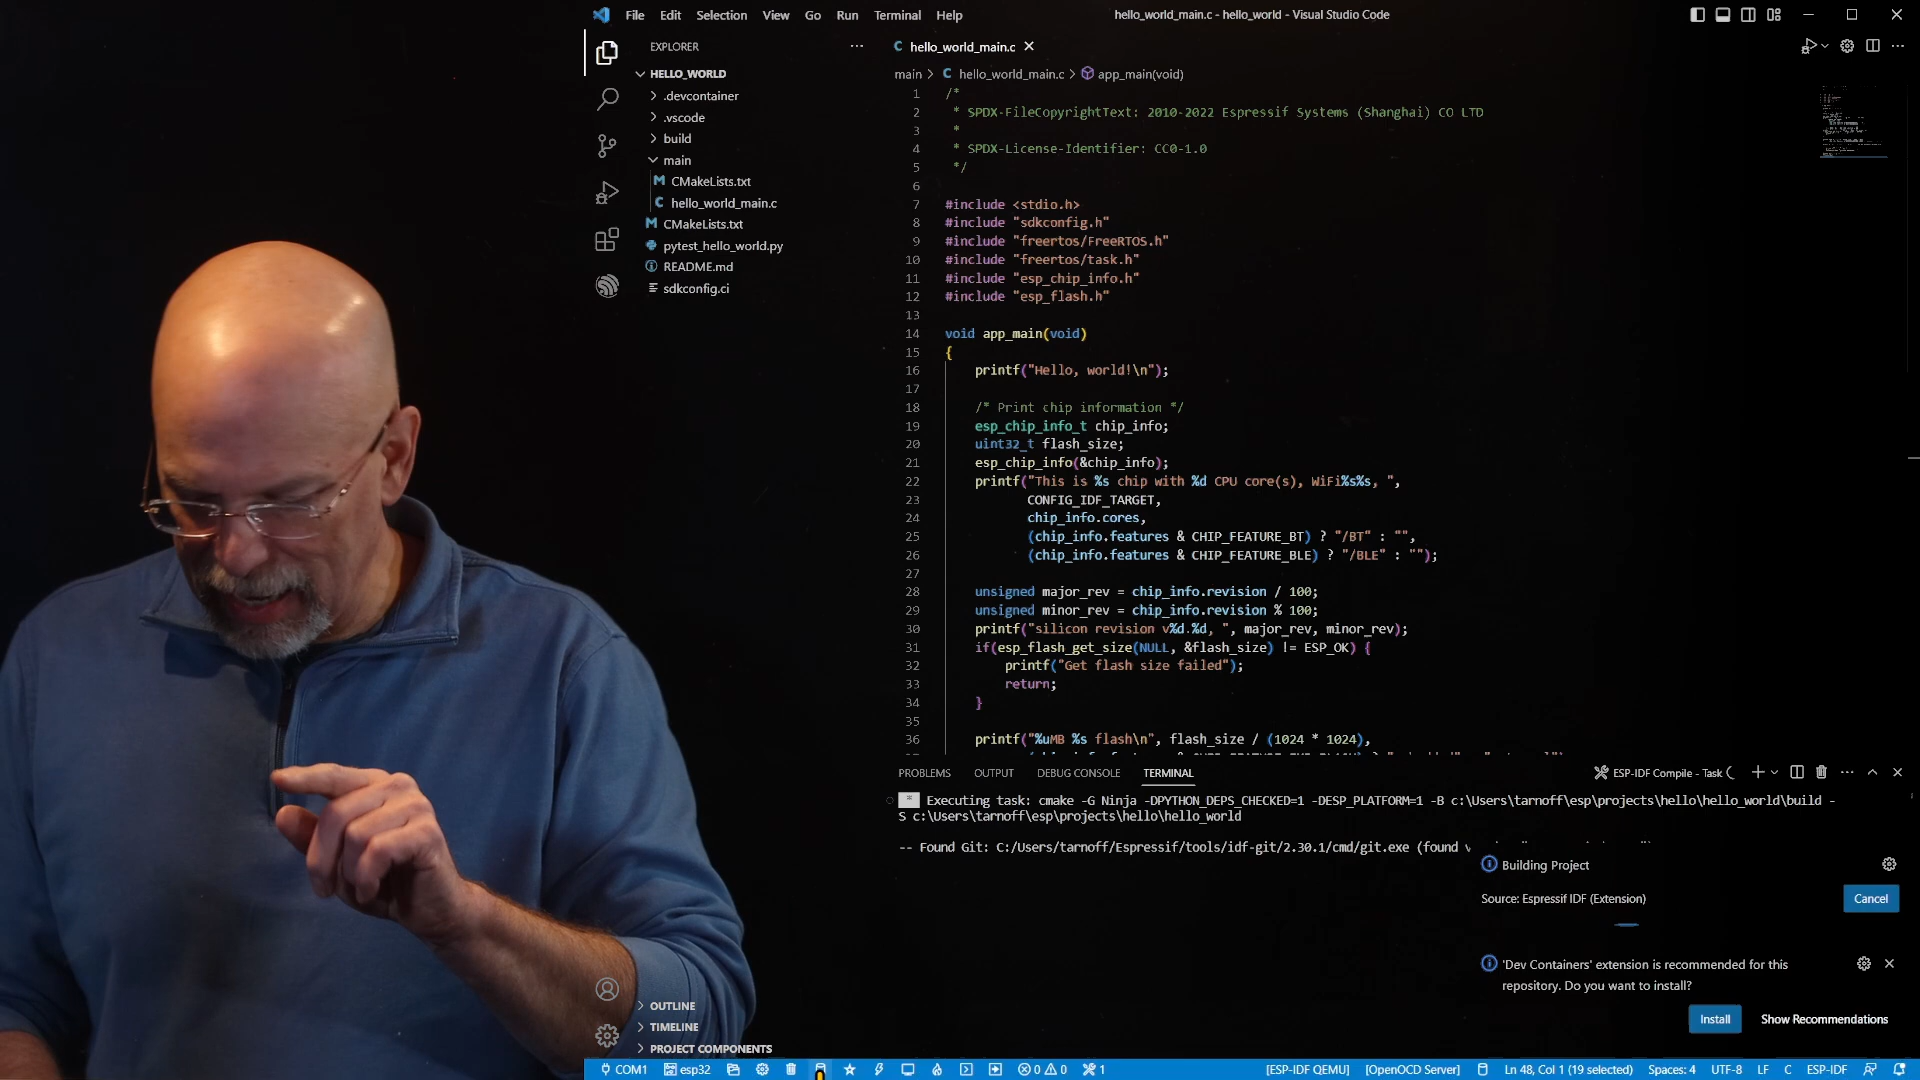 File Edit Selection View Go Run Terminal Help
hello_world_main.c - hello_world - Visual Studio Code
EXPLORER
HELLO_WORLD
.devcontainer
.vscode
build
main
CMakeLists.txt
hello_world_main.c
CMakeLists.txt
pytest_hello_world.py
README.md
sdkconfig.ci
OUTLINE
TIMELINE
PROJECT COMPONENTS
C hello_world_main.c
main > C hello_world_main.c > app_main(void)
1 /*
2 * SPDX-FileCopyrightText: 2010-2022 Espressif Systems (Shanghai) CO LTD
3 *
4 * SPDX-License-Identifier: CC0-1.0
5 */
6
7 #include <stdio.h>
8 #include "sdkconfig.h"
9 #include "freertos/FreeRTOS.h"
10 #include "freertos/task.h"
11 #include "esp_chip_info.h"
12 #include "esp_flash.h"
13
14 void app_main(void)
15 {
16 printf("Hello, world!\n");
17
18 /* Print chip information */
19 esp_chip_info_t chip_info;
20 uint32_t flash_size;
21 esp_chip_info(&chip_info);
22 printf("This is %s chip with %d CPU core(s), WiFi%s%s, ",
23 CONFIG_IDF_TARGET,
24 chip_info.cores,
25 (chip_info.features & CHIP_FEATURE_BT) ? "/BT" : "",
26 (chip_info.features & CHIP_FEATURE_BLE) ? "/BLE" : "");
27
28 unsigned major_rev = chip_info.revision / 100;
29 unsigned minor_rev = chip_info.revision % 100;
30 printf("silicon revision v%d.%d, ", major_rev, minor_rev);
31 if(esp_flash_get_size(NULL, &flash_size) != ESP_OK) {
32 printf("Get flash size failed");
33 return;
34 }
35
36 printf("%uMB %s flash\n", flash_size / (1024 * 1024),
PROBLEMS OUTPUT DEBUG CONSOLE TERMINAL
ESP-IDF Compile - Task
* Executing task: cmake -G Ninja -DPYTHON_DEPS_CHECKED=1 -DESP_PLATFORM=1 -B c:\Users\tarnoff\esp\projects\hello\hello_world\build -
S c:\Users\tarnoff\esp\projects\hello\hello_world
-- Found Git: C:/Users/tarnoff/Espressif/tools/idf-git/2.30.1/cmd/git.exe (found
Building Project
Source: Espressif IDF (Extension)
Cancel
'Dev Containers' extension is recommended for this
repository. Do you want to install?
Install Show Recommendations
COM1 esp32 0 0 1 [ESP-IDF QEMU] [OpenOCD Server] Ln 48, Col 1 (19 selected) Spaces: 4 UTF-8 LF C ESP-IDF